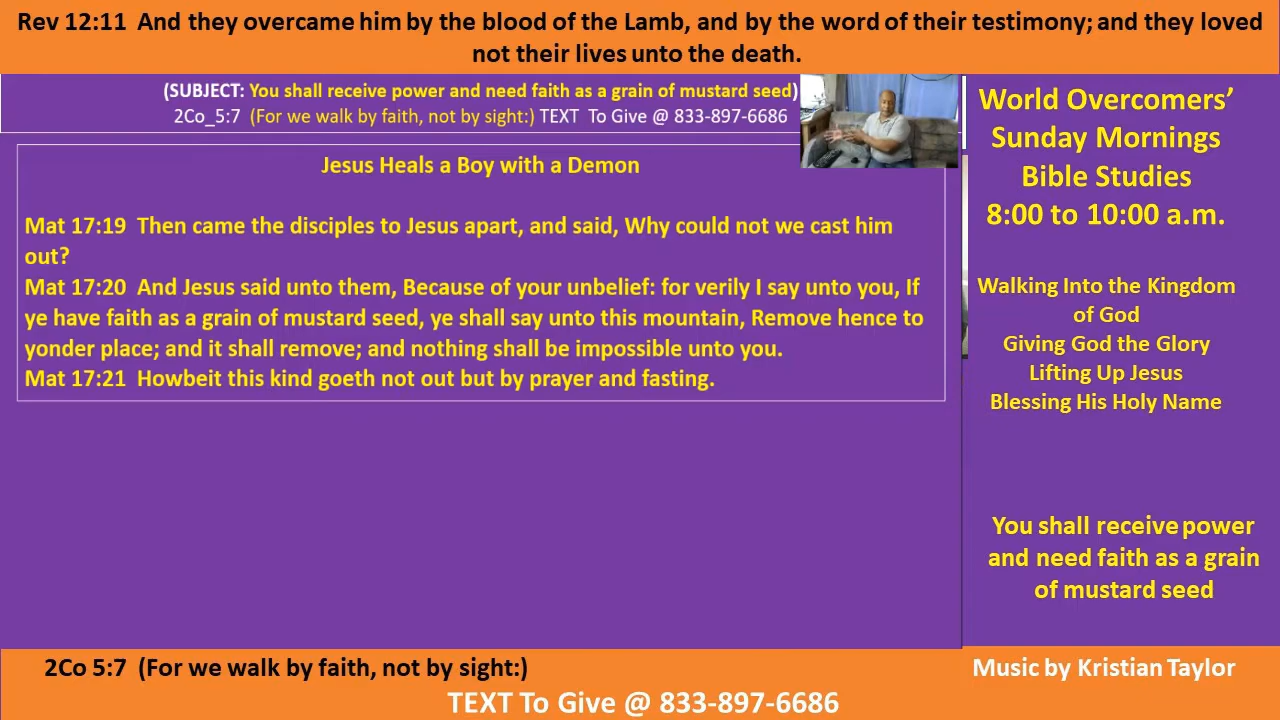 Rev 12:11  And they overcame him by the blood of the Lamb, and by the word of their testimony; and they loved
not their lives unto the death.
(SUBJECT: You shall receive power and need faith as a grain of mustard seed)
2Co_5:7  (For we walk by faith, not by sight:) TEXT  To Give @ 833-897-6686
Jesus Heals a Boy with a Demon
Mat 17:19  Then came the disciples to Jesus apart, and said, Why could not we cast him
out?
Mat 17:20  And Jesus said unto them, Because of your unbelief: for verily I say unto you, If
ye have faith as a grain of mustard seed, ye shall say unto this mountain, Remove hence to
yonder place; and it shall remove; and nothing shall be impossible unto you.
Mat 17:21  Howbeit this kind goeth not out but by prayer and fasting.
World Overcomers’
Sunday Mornings
Bible Studies
8:00 to 10:00 a.m.
Walking Into the Kingdom
of God
Giving God the Glory
Lifting Up Jesus
Blessing His Holy Name
You shall receive power
and need faith as a grain
of mustard seed
2Co 5:7  (For we walk by faith, not by sight:)
Music by Kristian Taylor
TEXT To Give @ 833-897-6686